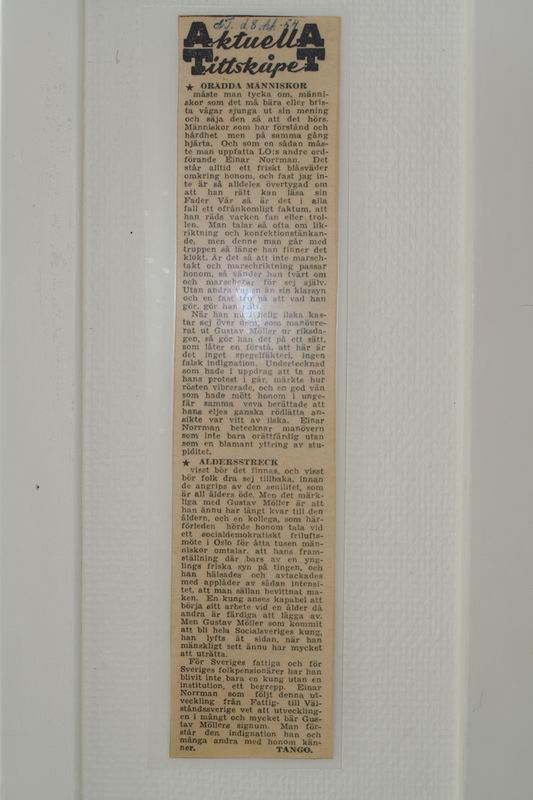 AT. d 8.
AktuellA
TittskåpeT
★ ORÄDDA MÄNNISKOR
måste man tycka om, männi-
skor som det må bära eller bris-
ta vågar sjunga ut sin mening
och säja den så att det hörs.
Människor som har förstånd och
hårdhet men på samma gång
hjärta. Och som en sådan mås-
te man uppfatta LO:s andre ord-
förande Einar Norrman. Det
står alltid ett friskt blåsväder
omkring honom, och fast jag in-
te är så alldeles övertygad om
att han rätt kan läsa sin
Fader Vår så är det i alla
fall ett ofrånkomligt faktum, att
han räds varken fan eller trol-
len. Man talar så ofta om lik-
riktning och konfektionstänkan-
de, men denne man går med
truppen så länge han finner det
klokt. Är det så att inte marsch-
takt och marschriktning passar
honom, så vänder han tvärt om
och marscherar för sej själv.
Utan andra vapen än sin klarsyn
och en fast tro på att vad han
gör, gör han rätt.
När han nu i helig ilska kas-
tar sej över dem, som manövre-
rat ut Gustav Möller ur riksda-
gen, så gör han det på ett sätt,
som låter en förstå, att här är
det inget spegelfäkteri, ingen
falsk indignation. Undertecknad
som hade i uppdrag att ta mot
hans protest i går, märkte hur
rösten vibrerade, och en god vän
som hade mött honom i unge-
fär samma veva berättade att
hans eljes ganska rödlätta an-
sikte var vitt av ilska. Einar
Norrman betecknar manövern
som inte bara orättfärdig utan
som en blamant yttring av stu-
piditet.
★ ÅLDERSSTRECK
visst bör det finnas, och visst
bör folk dra sej tillbaka, innan
de angrips av den senilitet, som
är all ålders öde. Men det märk-
liga med Gustav Möller är att
han ännu har långt kvar till den
åldern, och en kollega, som här-
förleden hörde honom tala vid
ett socialdemokratiskt frilufts-
möte i Oslo för åtta tusen män-
niskor omtalar, att hans fram-
ställning där bars av en yng-
lings friska syn på tingen, och
han hälsades och avtackades
med applåder av sådan intensi-
tet, att man sällan bevittnat ma-
ken. En kung anses kapabel att
börja sitt arbete vid en ålder då
andra är färdiga att lägga av.
Men Gustav Möller som kommit
att bli hela Socialsveriges kung,
han lyfts åt sidan, när han
mänskligt sett ännu har mycket
att uträtta.
För Sveriges fattiga och för
Sveriges folkpensionärer har han
blivit inte bara en kung utan en
institution, ett begrepp. Einar
Norrman som följt denna ut-
veckling från Fattig- till Väl-
ståndssverige vet att utveckling-
en i mångt och mycket bär Gus-
tav Möllers signum. Man för-
står den indignation han och
många andra med honom kän-
ner. TANGO.